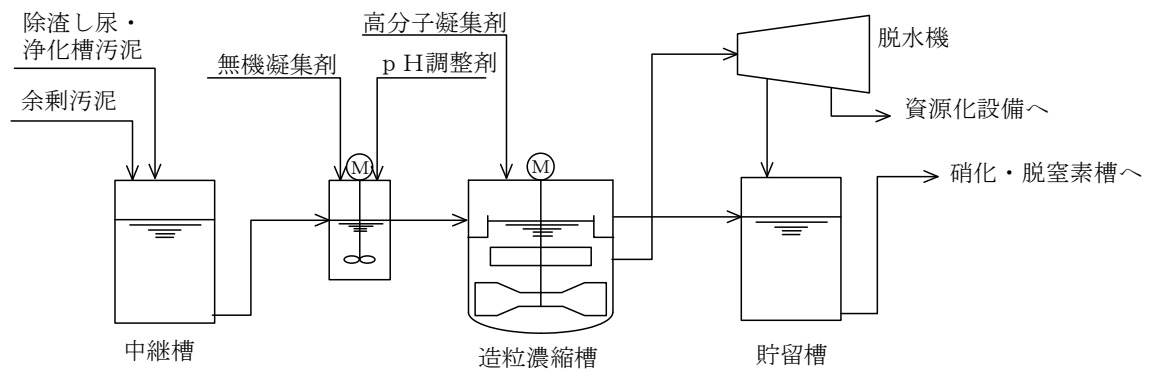 除渣し尿・
浄化槽汚泥
余剰汚泥
無機凝集剤
高分子凝集剤
ｐＨ調整剤
M
M
脱水機
資源化設備へ
硝化・脱窒素槽へ
中継槽
造粒濃縮槽
貯留槽